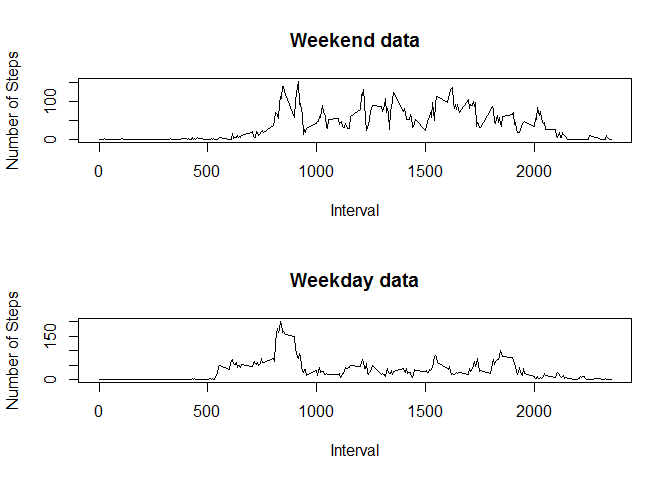 Weekend data
Number of Steps
100
0
0 500 1000 1500 2000
Interval
Weekday data
Number of Steps
150
0
0 500 1000 1500 2000
Interval